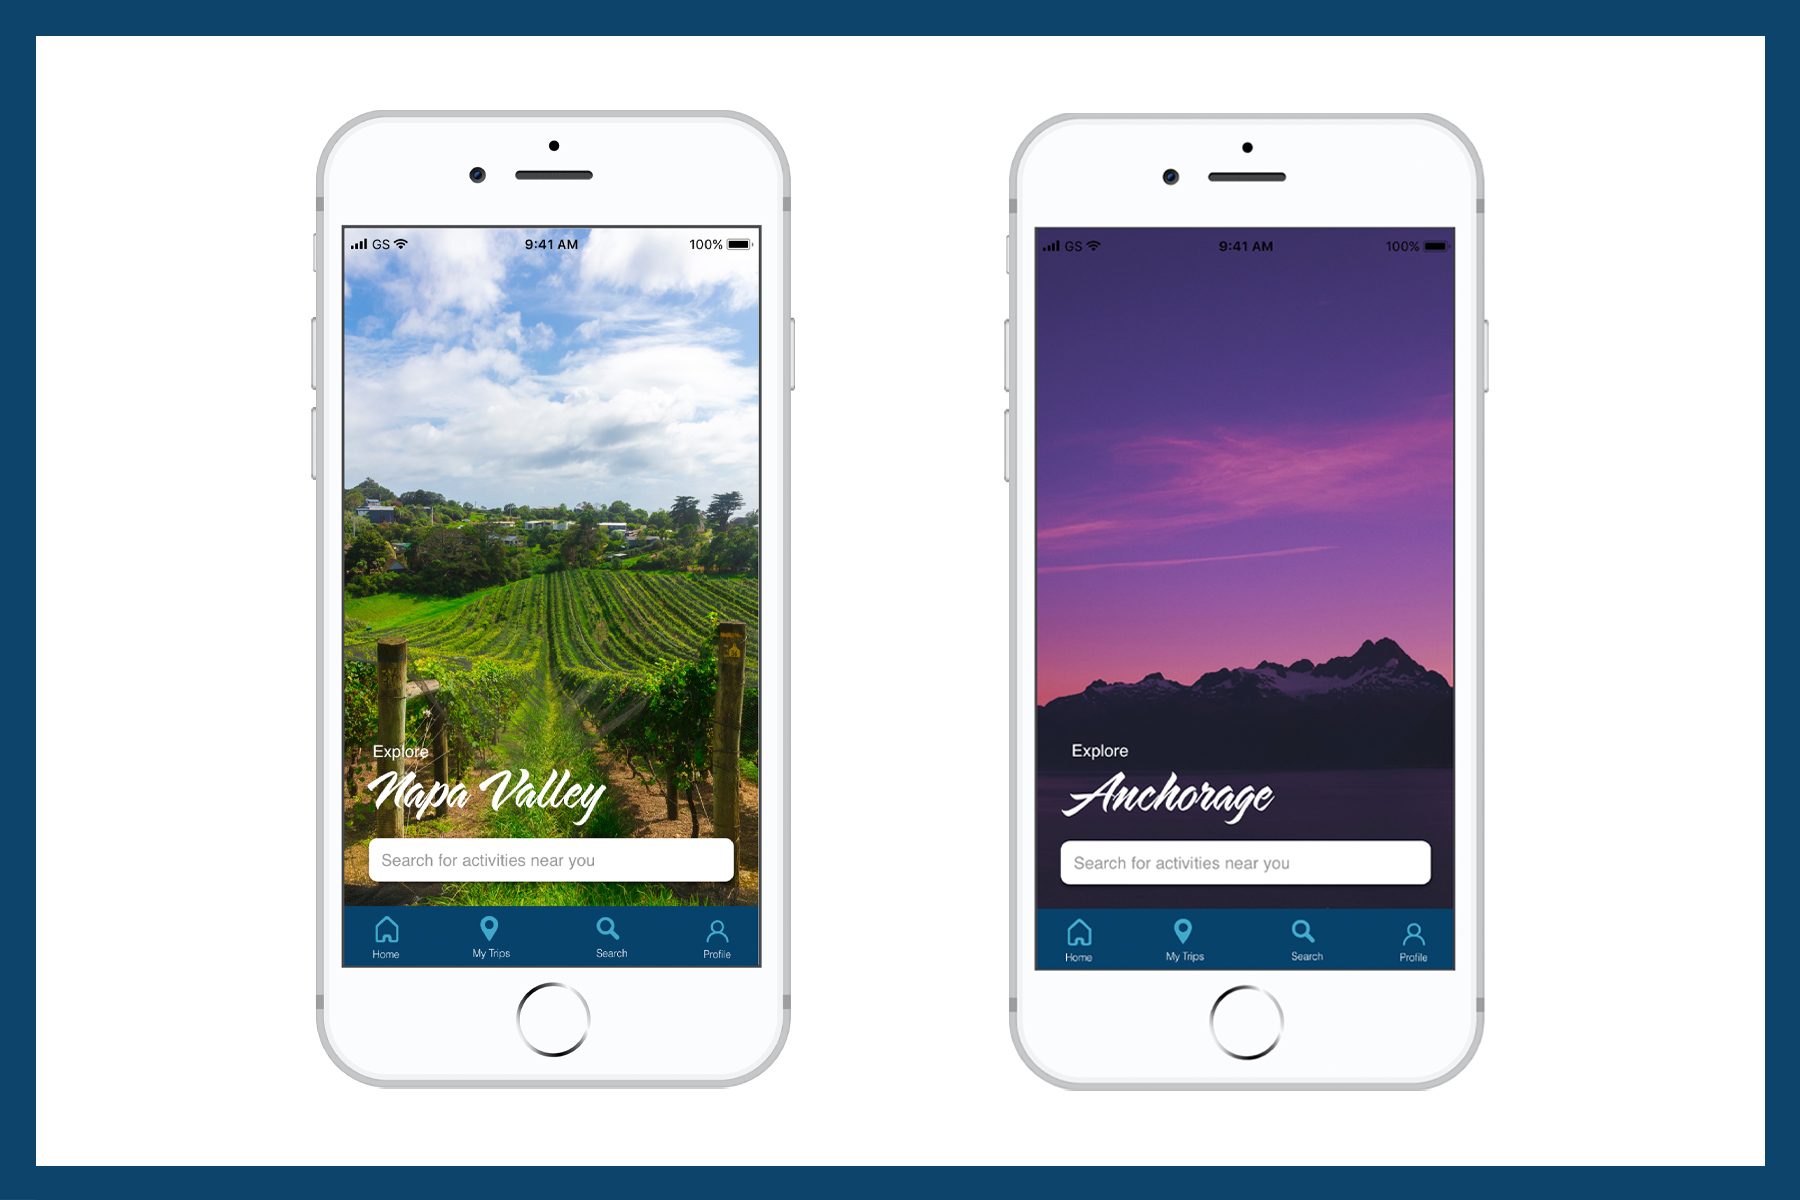 GS 9:41 AM 100%
Explore
Napa Valley
Search for activities near you
Home My Trips Search Profile
GS 9:41 AM 100%
Explore
Anchorage
Search for activities near you
Home My Trips Search Profile